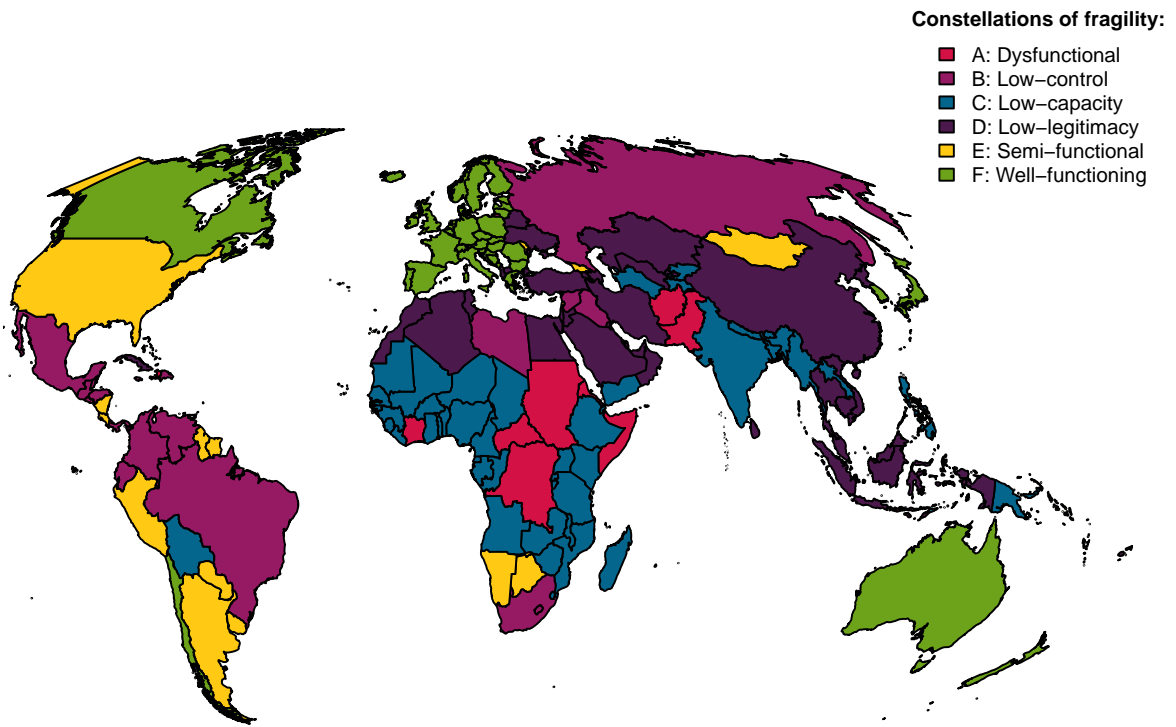 Constellations of fragility:
A: Dysfunctional
B: Low−control
C: Low−capacity
D: Low−legitimacy
E: Semi−functional
F: Well−functioning